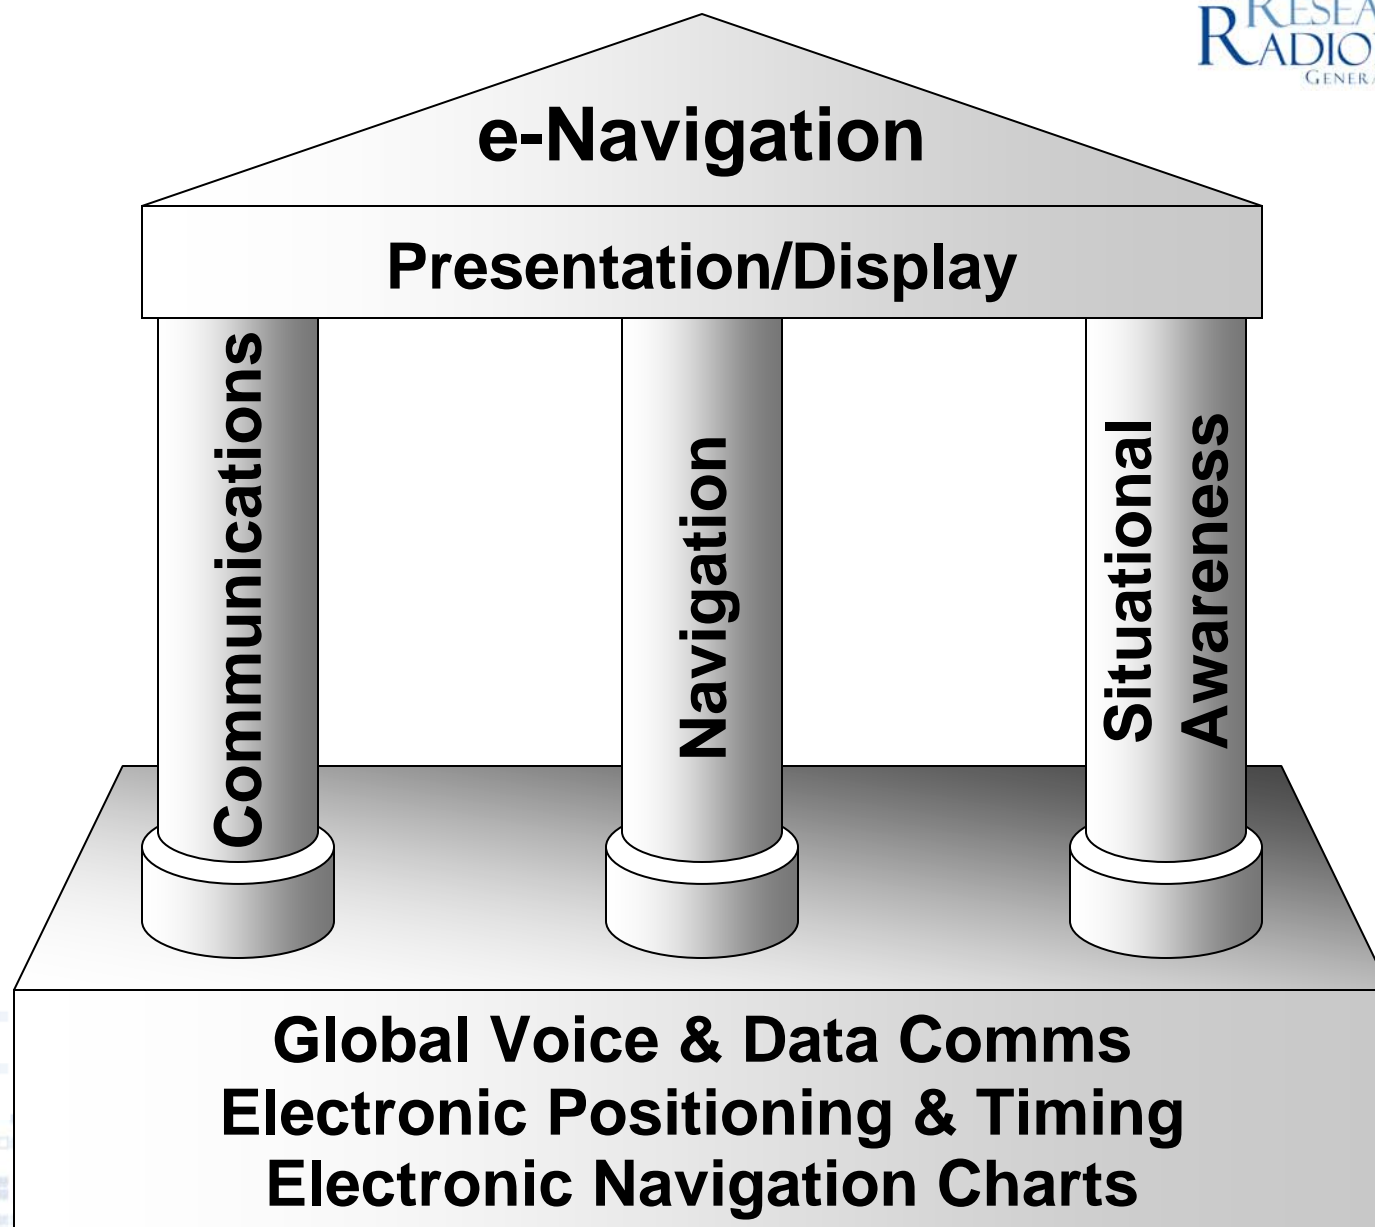 e-Navigation
Presentation/Display
Communications
Navigation
Situational
Awareness
Global Voice & Data Comms
Electronic Positioning & Timing
Electronic Navigation Charts